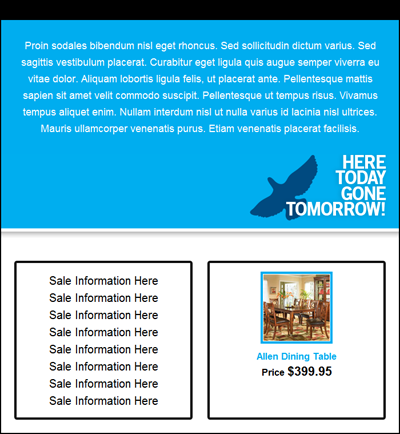 Proin sodales bibendum nisl eget rhoncus. Sed sollicitudin dictum varius. Sed
sagittis vestibulum placerat. Curabitur eget ligula quis augue semper viverra eu
vitae dolor. Aliquam lobortis ligula felis, ut placerat ante. Pellentesque mattis
sapien sit amet velit commodo suscipit. Pellentesque ut tempus risus. Vivamus
tempus aliquet enim. Nullam interdum nisl ut nulla varius id lacinia nisl ultrices.
Mauris ullamcorper venenatis purus. Etiam venenatis placerat facilisis.
HERE
TODAY
GONE
TOMORROW!
Sale Information Here
Sale Information Here
Sale Information Here
Sale Information Here
Sale Information Here
Sale Information Here
Sale Information Here
Sale Information Here
Allen Dining Table
Price $399.95